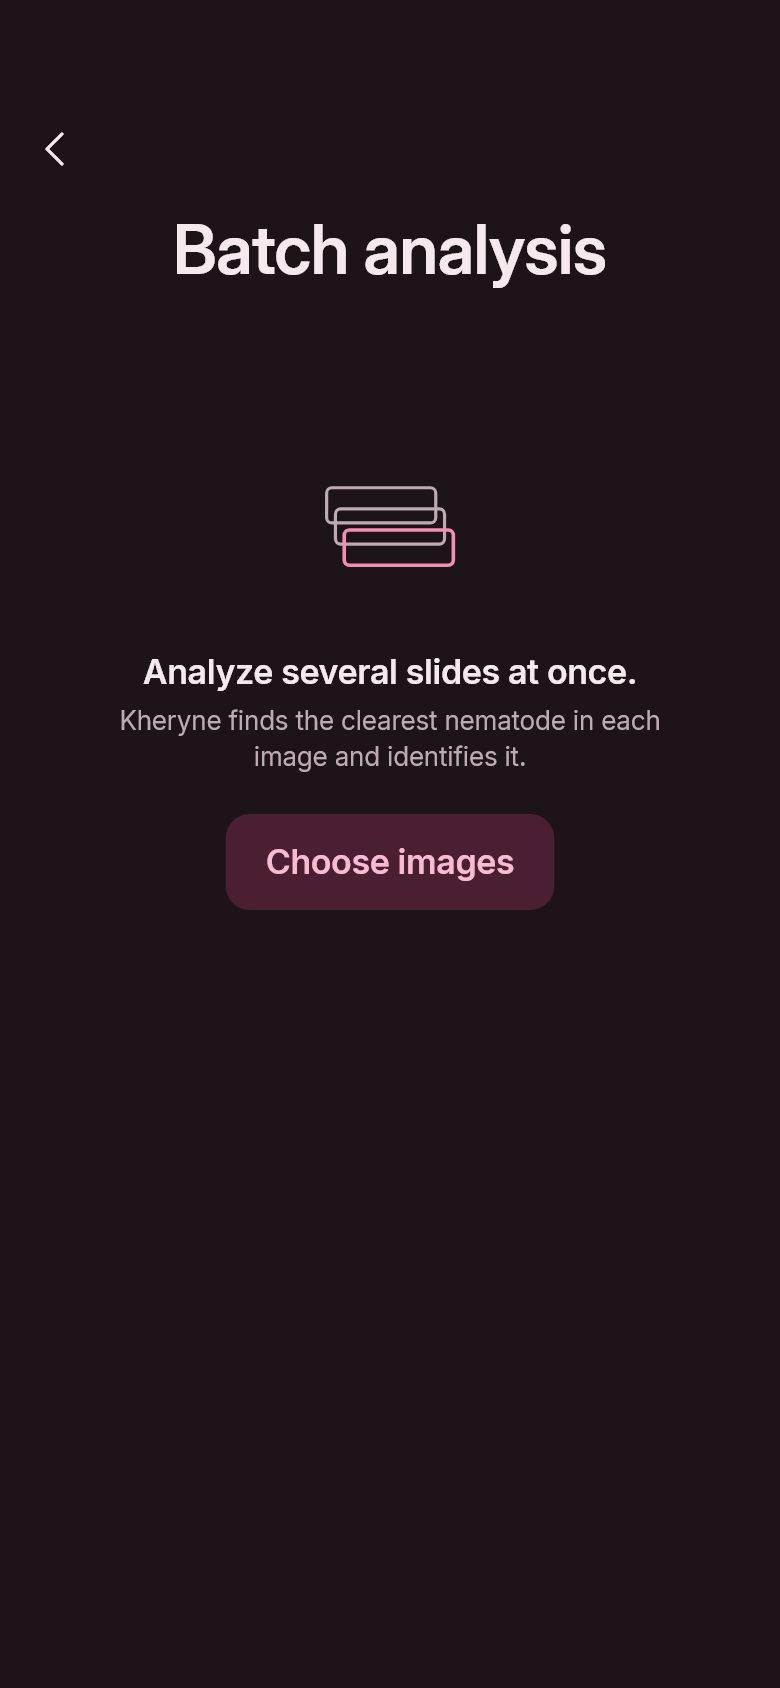 Batch analysis
Analyze several slides at once.
Kheryne finds the clearest nematode in each
image and identifies it.
Choose images